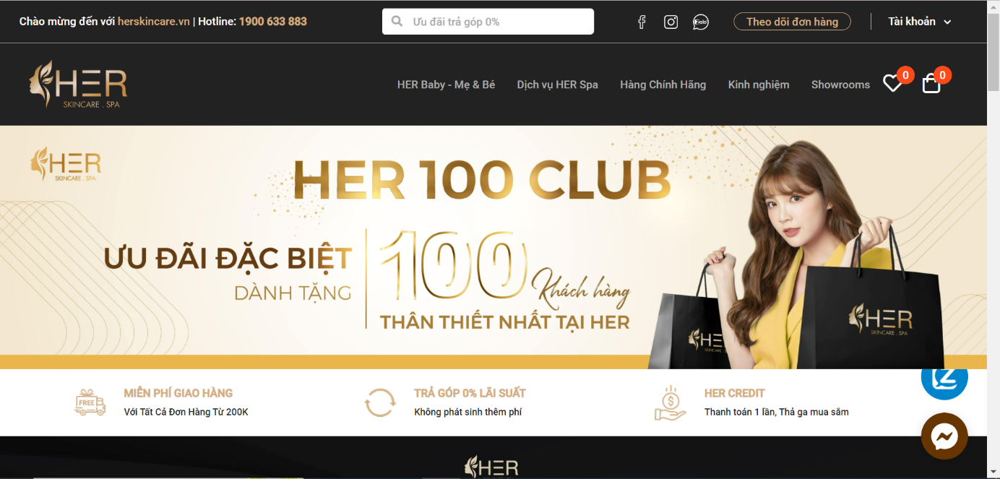 Chào mừng đến với herskincare.vn | Hotline: 1900 633 883
Ưu đãi trả góp 0%
Zalo
Theo dõi đơn hàng
Tài khoản
HER
SKINCARE . SPA
HER Baby - Mẹ & Bé
Dịch vụ HER Spa
Hàng Chính Hãng
Kinh nghiệm
Showrooms
0
0
HER
SKINCARE . SPA
HER 100 CLUB
ƯU ĐÃI ĐẶC BIỆT
DÀNH TẶNG
100 Khách hàng
THÂN THIẾT NHẤT TẠI HER
HER
SKINCARE . SPA
HE
SKINCARE
FREE
MIỄN PHÍ GIAO HÀNG
Với Tất Cả Đơn Hàng Từ 200K
TRẢ GÓP 0% LÃI SUẤT
Không phát sinh thêm phí
HER CREDIT
Thanh toán 1 lần, Thả ga mua sắm
Z
HER